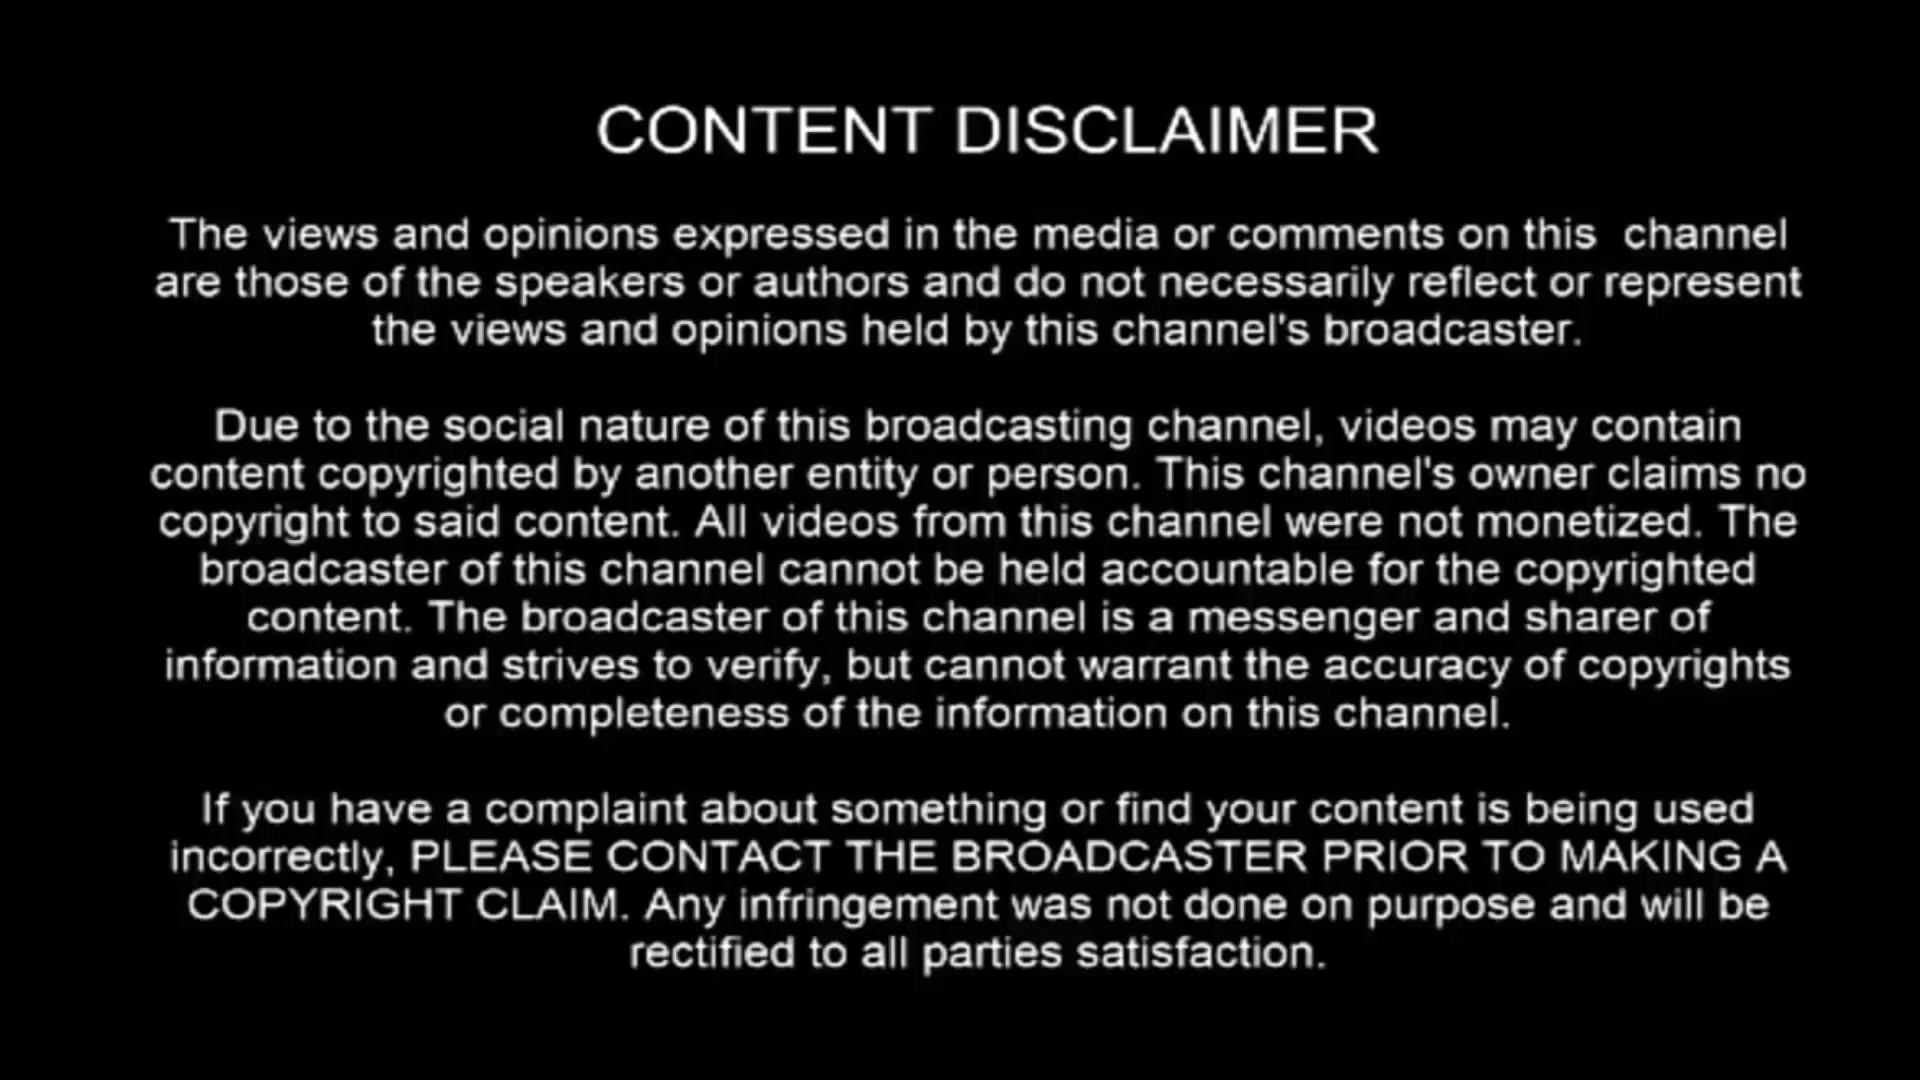 CONTENT DISCLAIMER
The views and opinions expressed in the media or comments on this  channel
are those of the speakers or authors and do not necessarily reflect or represent
the views and opinions held by this channel's broadcaster.
Due to the social nature of this broadcasting channel, videos may contain
content copyrighted by another entity or person. This channel's owner claims no
copyright to said content. All videos from this channel were not monetized. The
broadcaster of this channel cannot be held accountable for the copyrighted
content. The broadcaster of this channel is a messenger and sharer of
information and strives to verify, but cannot warrant the accuracy of copyrights
or completeness of the information on this channel.
If you have a complaint about something or find your content is being used
incorrectly, PLEASE CONTACT THE BROADCASTER PRIOR TO MAKING A
COPYRIGHT CLAIM. Any infringement was not done on purpose and will be
rectified to all parties satisfaction.